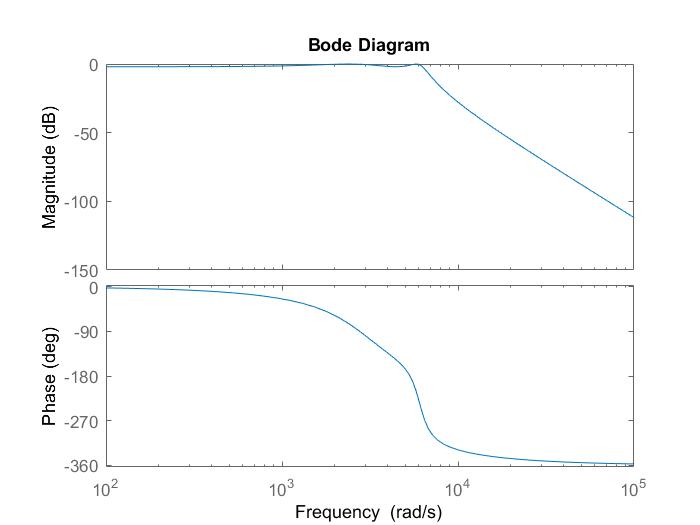 Bode Diagram
0
-50
-100
-150
Magnitude (dB)
0
-90
-180
-270
-360
Phase (deg)
10^2 10^3 10^4 10^5
Frequency (rad/s)